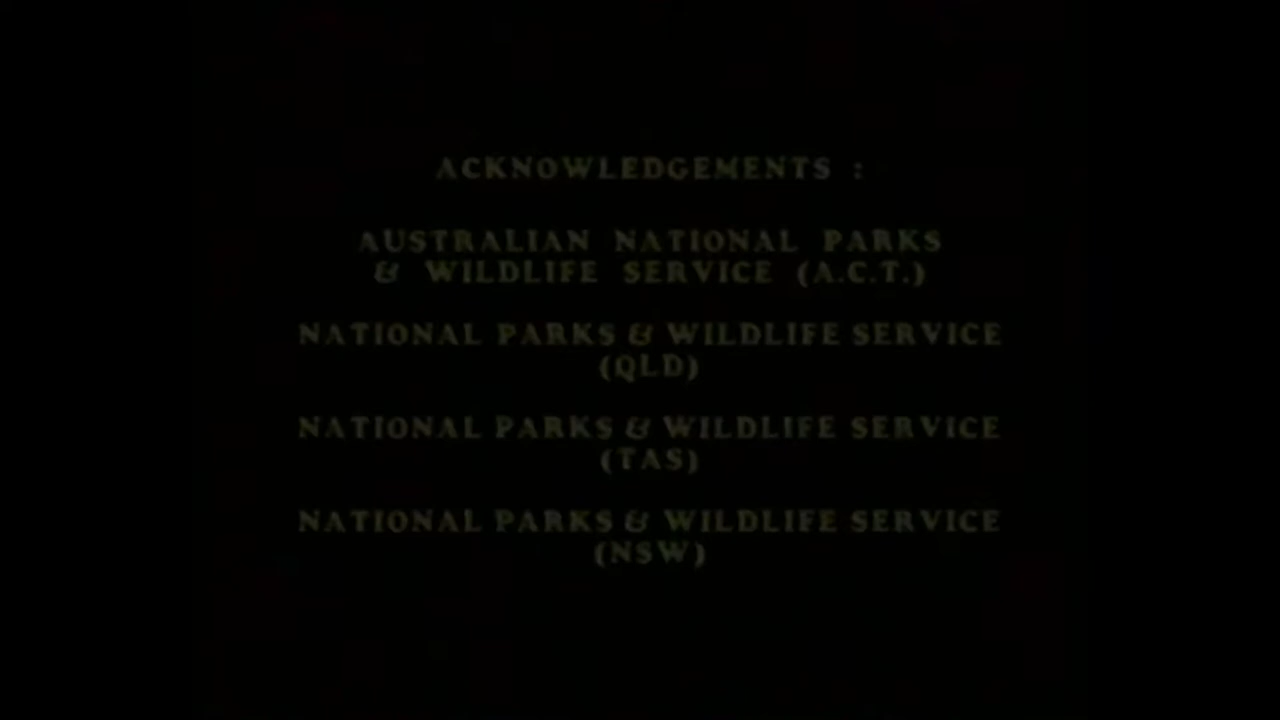 ACKNOWLEDGEMENTS :
AUSTRALIAN NATIONAL PARKS
& WILDLIFE SERVICE (A.C.T.)
NATIONAL PARKS & WILDLIFE SERVICE
(QLD)
NATIONAL PARKS & WILDLIFE SERVICE
(TAS)
NATIONAL PARKS & WILDLIFE SERVICE
(NSW)